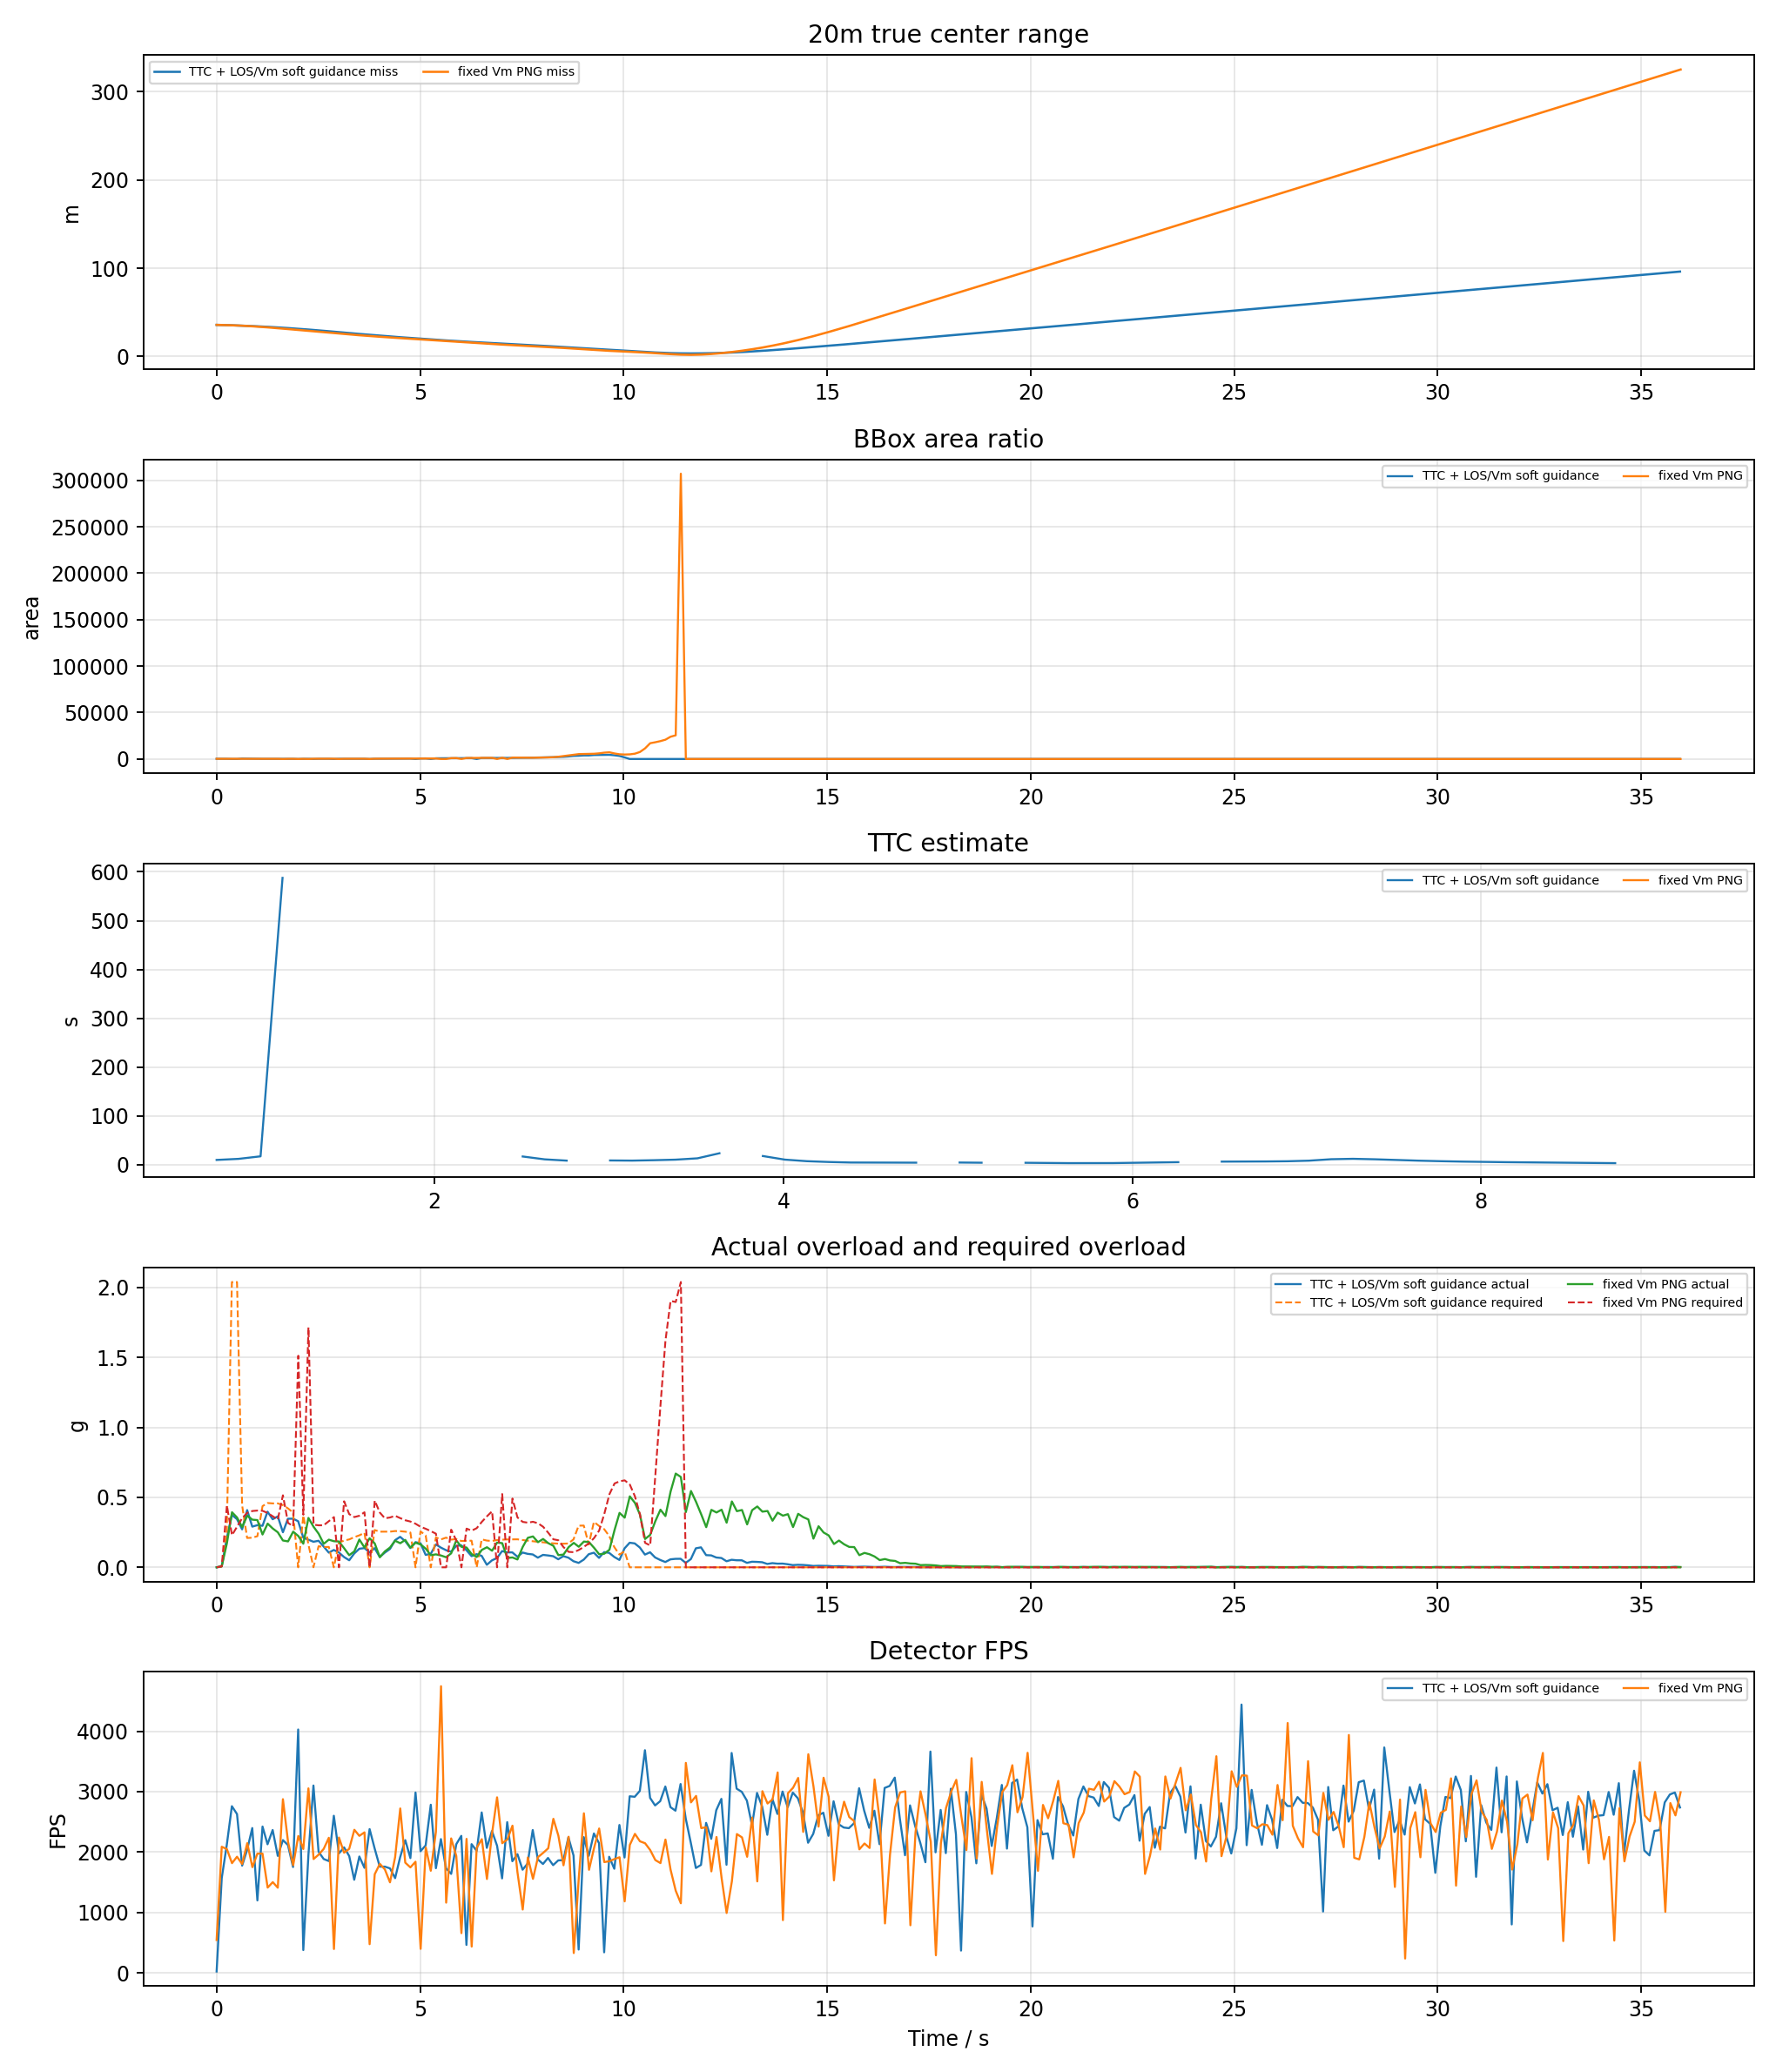 20m true center range
TTC + LOS/Vm soft guidance miss fixed Vm PNG miss
300
200
100
0
m
0 5 10 15 20 25 30 35
BBox area ratio
TTC + LOS/Vm soft guidance fixed Vm PNG
300000
250000
200000
150000
100000
50000
0
area
0 5 10 15 20 25 30 35
TTC estimate
TTC + LOS/Vm soft guidance fixed Vm PNG
600
500
400
300
200
100
0
s
2 4 6 8
Actual overload and required overload
TTC + LOS/Vm soft guidance actual fixed Vm PNG actual
TTC + LOS/Vm soft guidance required fixed Vm PNG required
2.0
1.5
1.0
0.5
0.0
g
0 5 10 15 20 25 30 35
Detector FPS
TTC + LOS/Vm soft guidance fixed Vm PNG
4000
3000
2000
1000
0
FPS
0 5 10 15 20 25 30 35
Time / s